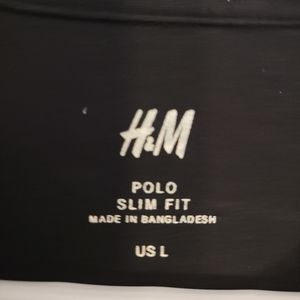 H&M
POLO
SLIM FIT
MADE IN BANGLADESH
US L